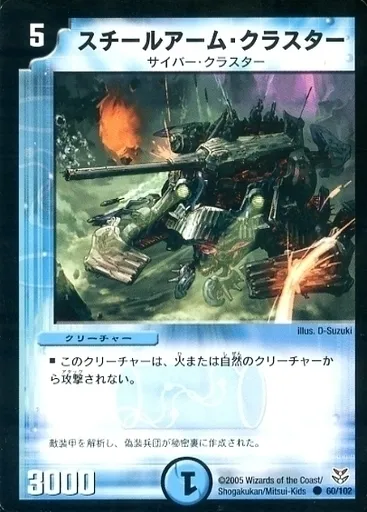 5
スチールアーム・クラスター
サイバー・クラスター
illus. D-Suzuki
クリーチャー
■ このクリーチャーは、火または自然のクリーチャーか
ら攻撃されない。
敵装甲を解析し、偽装兵団が秘密裏に作成された。
3000
1
©2005 Wizards of the Coast/
Shogakukan/Mitsui-Kids ● 60/102